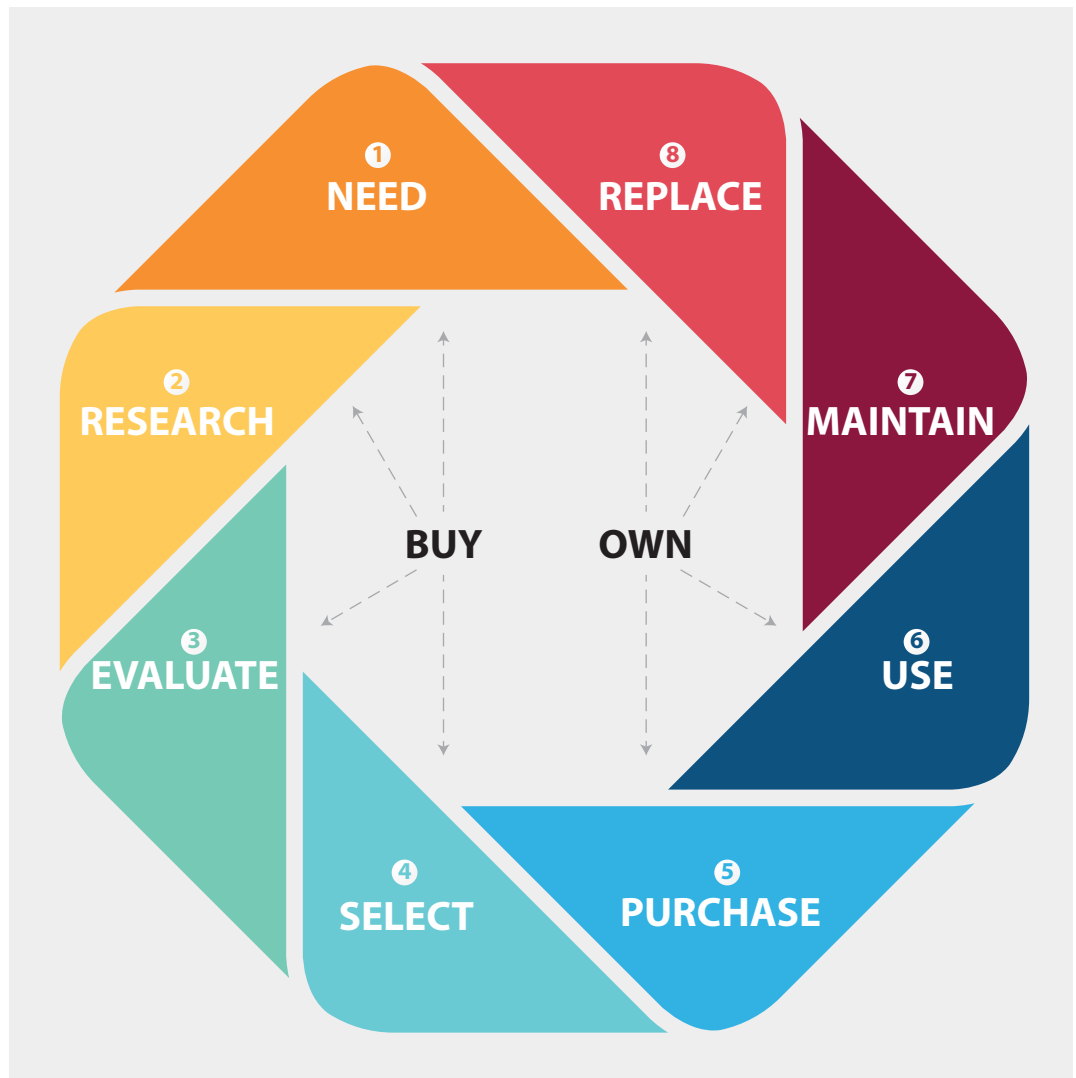 1
NEED
2
RESEARCH
3
EVALUATE
4
SELECT
5
PURCHASE
6
USE
7
MAINTAIN
8
REPLACE
BUY
OWN